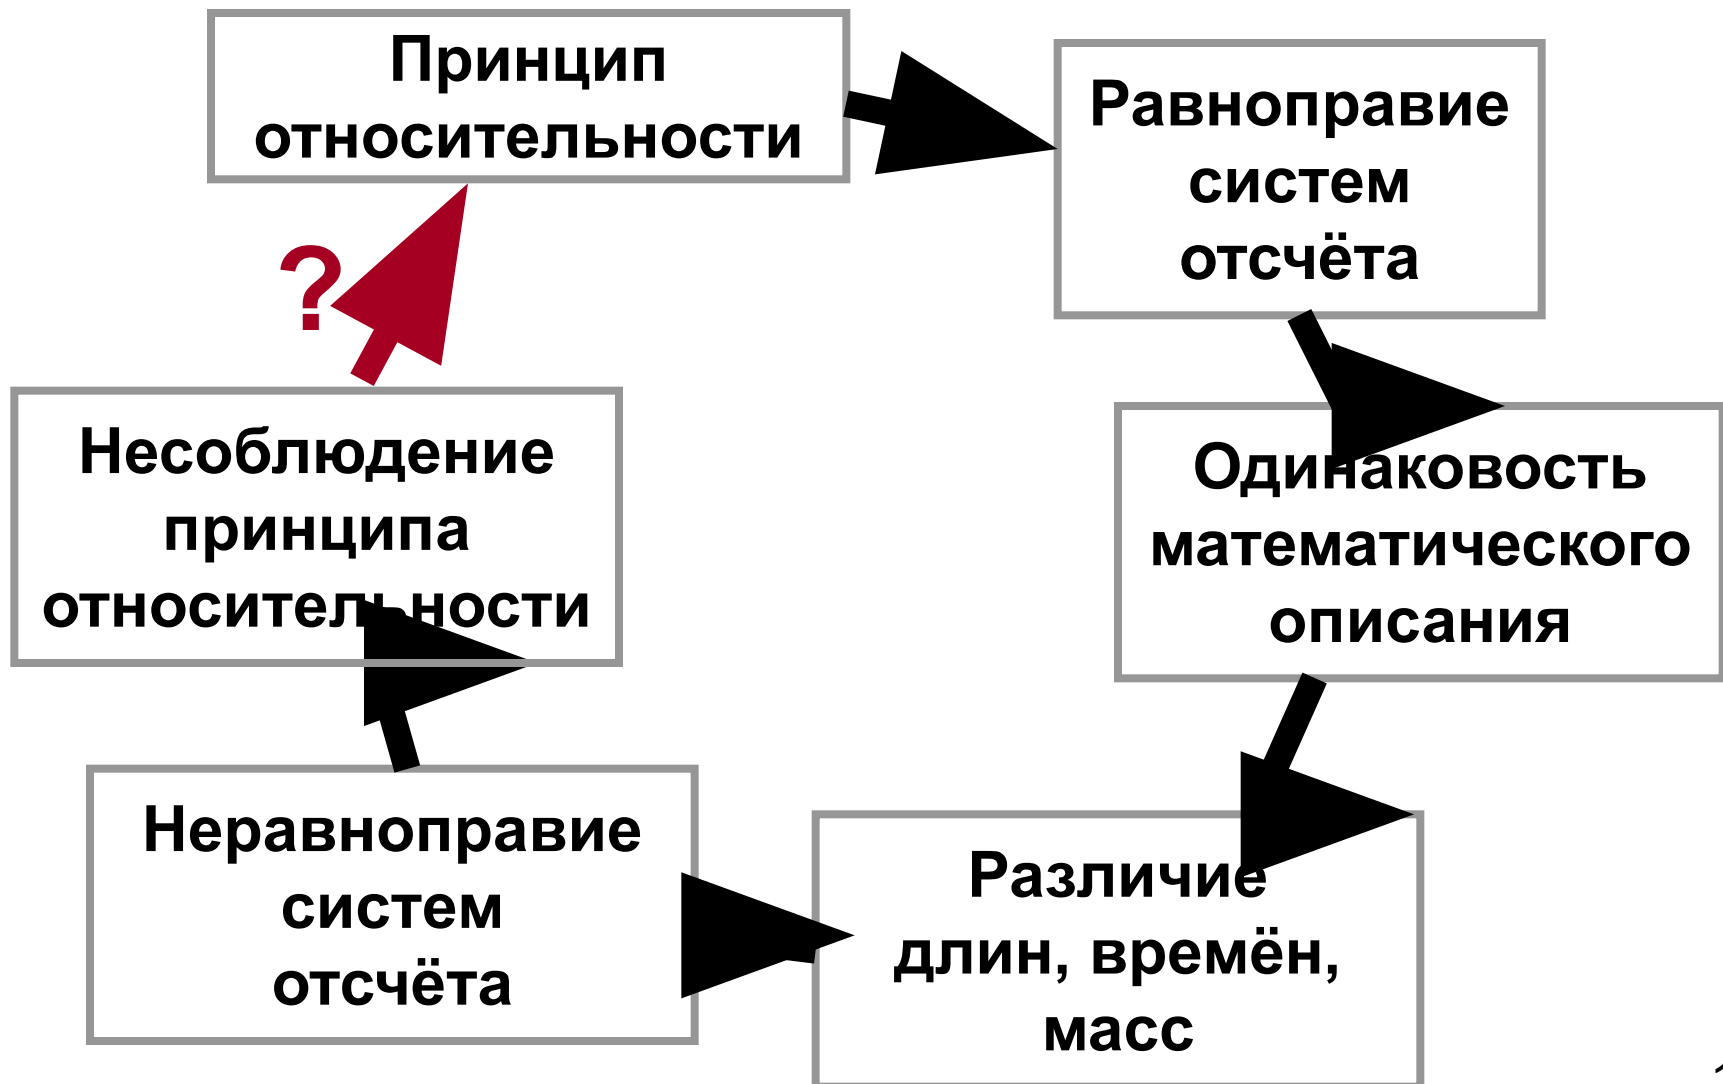 Принцип
относительности
Равноправие
систем
отсчёта
?
Несоблюдение
принципа
относительности
Одинаковость
математического
описания
Неравноправие
систем
отсчёта
Различие
длин, времён,
масс